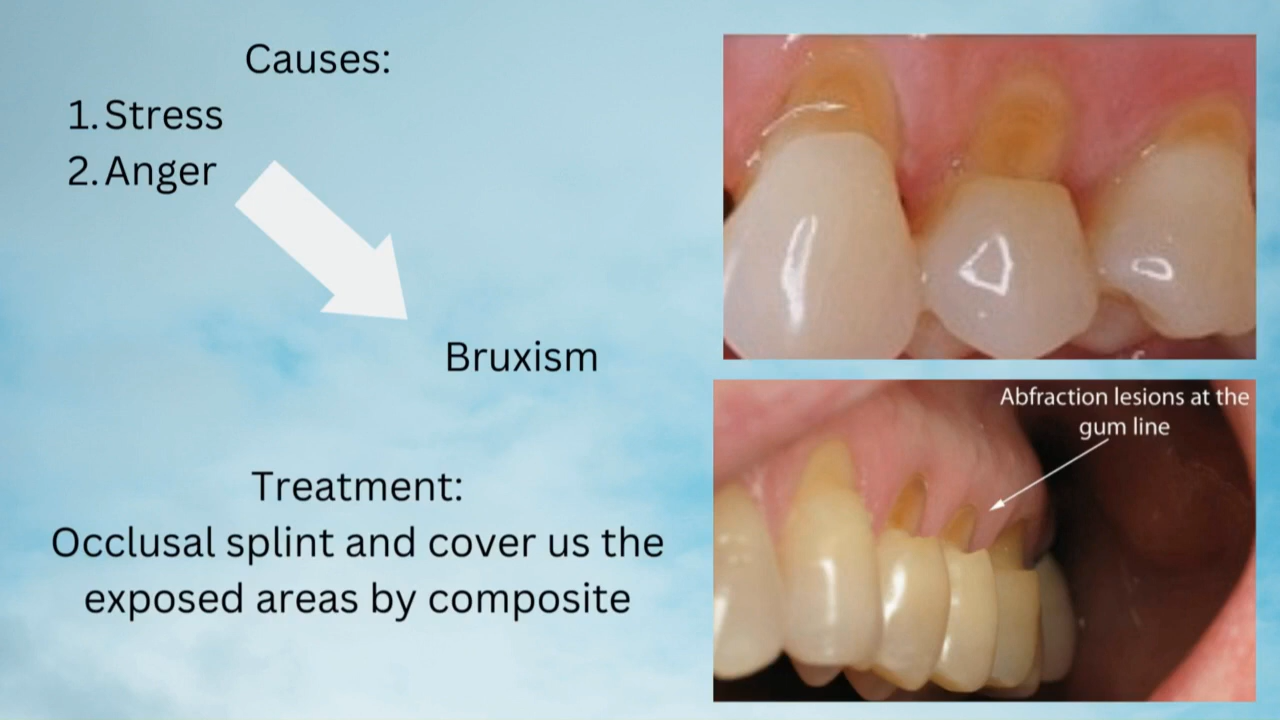 Causes:
1. Stress
2. Anger
Bruxism
Treatment:
Occlusal splint and cover us the
exposed areas by composite
Abfraction lesions at the
gum line